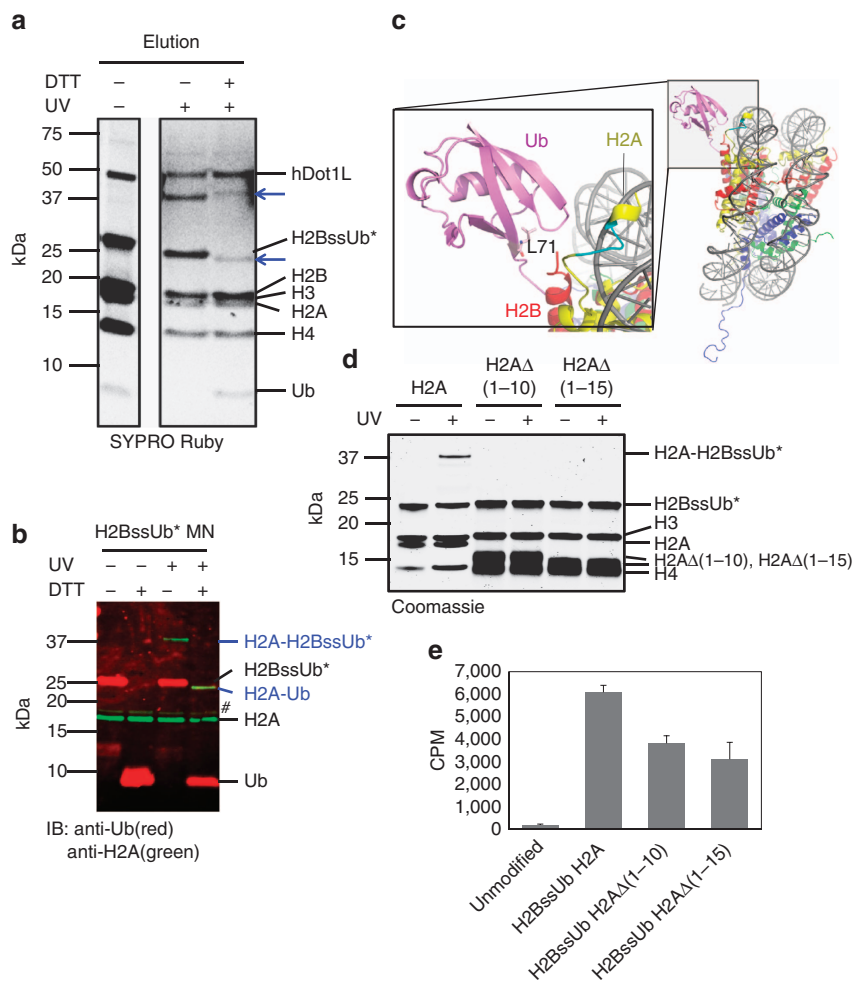 a
Elution
DTT – – +
UV – + +
kDa
75
50
37
25
20
15
10
hDot1L
H2BssUb*
H2B
H3
H2A
H4
Ub
SYPRO Ruby
b
H2BssUb* MN
UV – – + +
DTT – + – +
kDa
37
25
20
15
10
H2A-H2BssUb*
H2BssUb*
H2A-Ub
#
H2A
Ub
IB: anti-Ub(red)
anti-H2A(green)
c
Ub
H2A
L71
H2B
d
H2A
H2AΔ
(1–10)
H2AΔ
(1–15)
UV – + – + – +
kDa
37
25
20
15
H2A-H2BssUb*
H2BssUb*
H3
H2A
H2AΔ(1–10), H2AΔ(1–15)
H4
Coomassie
e
CPM
7,000
6,000
5,000
4,000
3,000
2,000
1,000
0
Unmodified
H2BssUb H2A
H2BssUb H2AΔ(1–10)
H2BssUb H2AΔ(1–15)